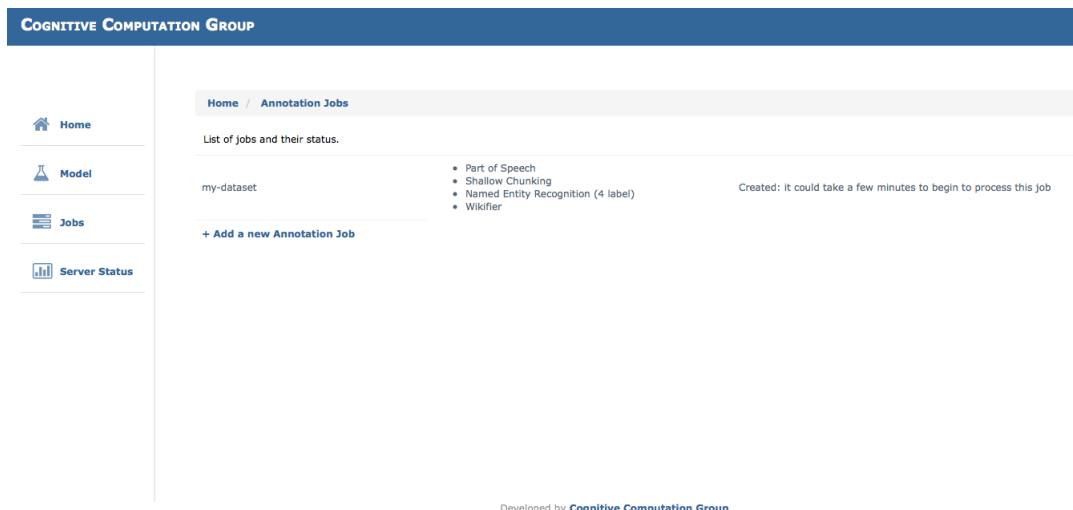 COGNITIVE COMPUTATION GROUP
Home / Annotation Jobs
Home
Model
Jobs
Server Status
List of jobs and their status.
my-dataset
• Part of Speech
• Shallow Chunking
• Named Entity Recognition (4 label)
• Wikifier
Created: it could take a few minutes to begin to process this job
+ Add a new Annotation Job
Developed by Cognitive Computation Group